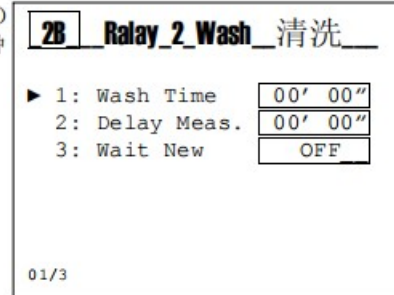 2B Ralay_2_Wash 清洗
► 1: Wash Time 00′ 00″
2: Delay Meas. 00′ 00″
3: Wait New OFF
01/3